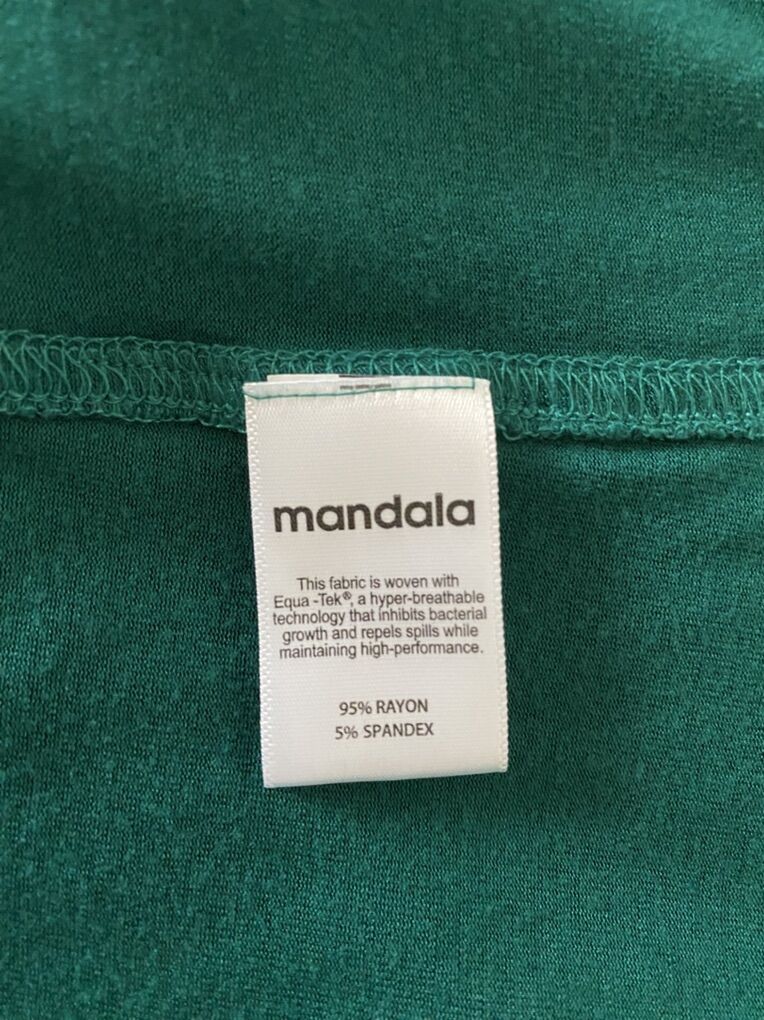 mandala
This fabric is woven with
Equa -Tek®, a hyper-breathable
technology that inhibits bacterial
growth and repels spills while
maintaining high-performance.
95% RAYON
5% SPANDEX